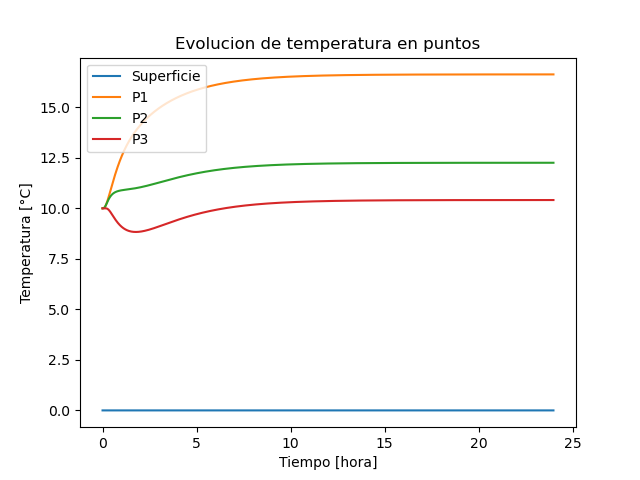 Evolucion de temperatura en puntos
Superficie
P1
P2
P3
Temperatura [°C]
15.0
12.5
10.0
7.5
5.0
2.5
0.0
0 5 10 15 20 25
Tiempo [hora]